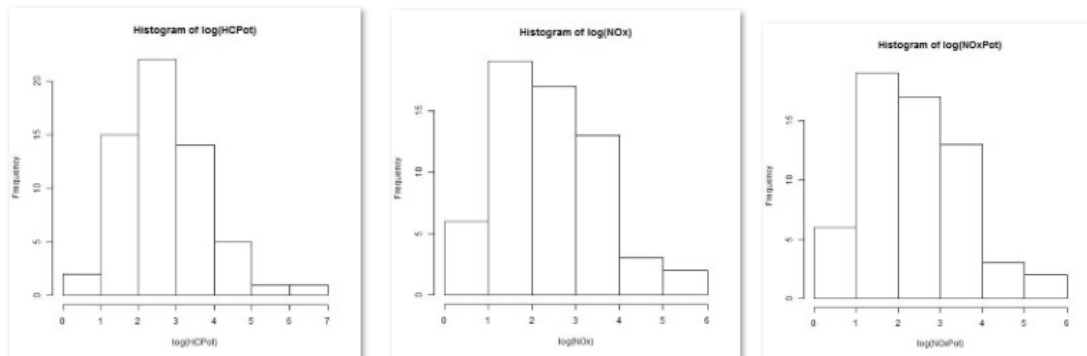 Histogram of log(HCPot)
Frequency
20
15
10
5
0
0 1 2 3 4 5 6 7
log(HCPot)
Histogram of log(NOx)
Frequency
15
10
5
0
0 1 2 3 4 5 6
log(NOx)
Histogram of log(NOxPot)
Frequency
15
10
5
0
0 1 2 3 4 5 6
log(NOxPot)